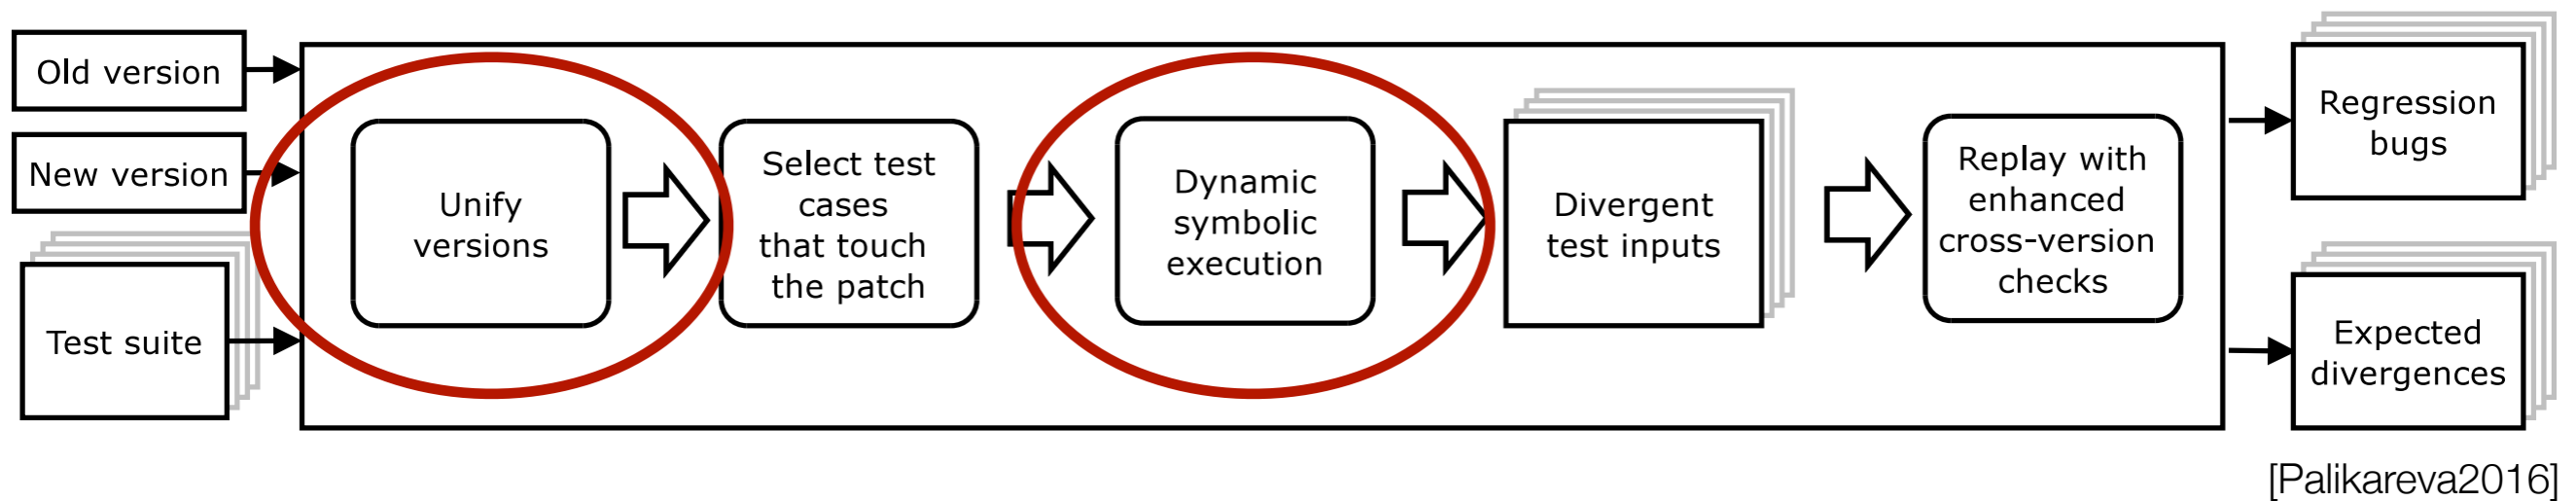 Old version
New version
Test suite
Unify
versions
Select test
cases
that touch
the patch
Dynamic
symbolic
execution
Divergent
test inputs
Replay with
enhanced
cross-version
checks
Regression
bugs
Expected
divergences
[Palikareva2016]